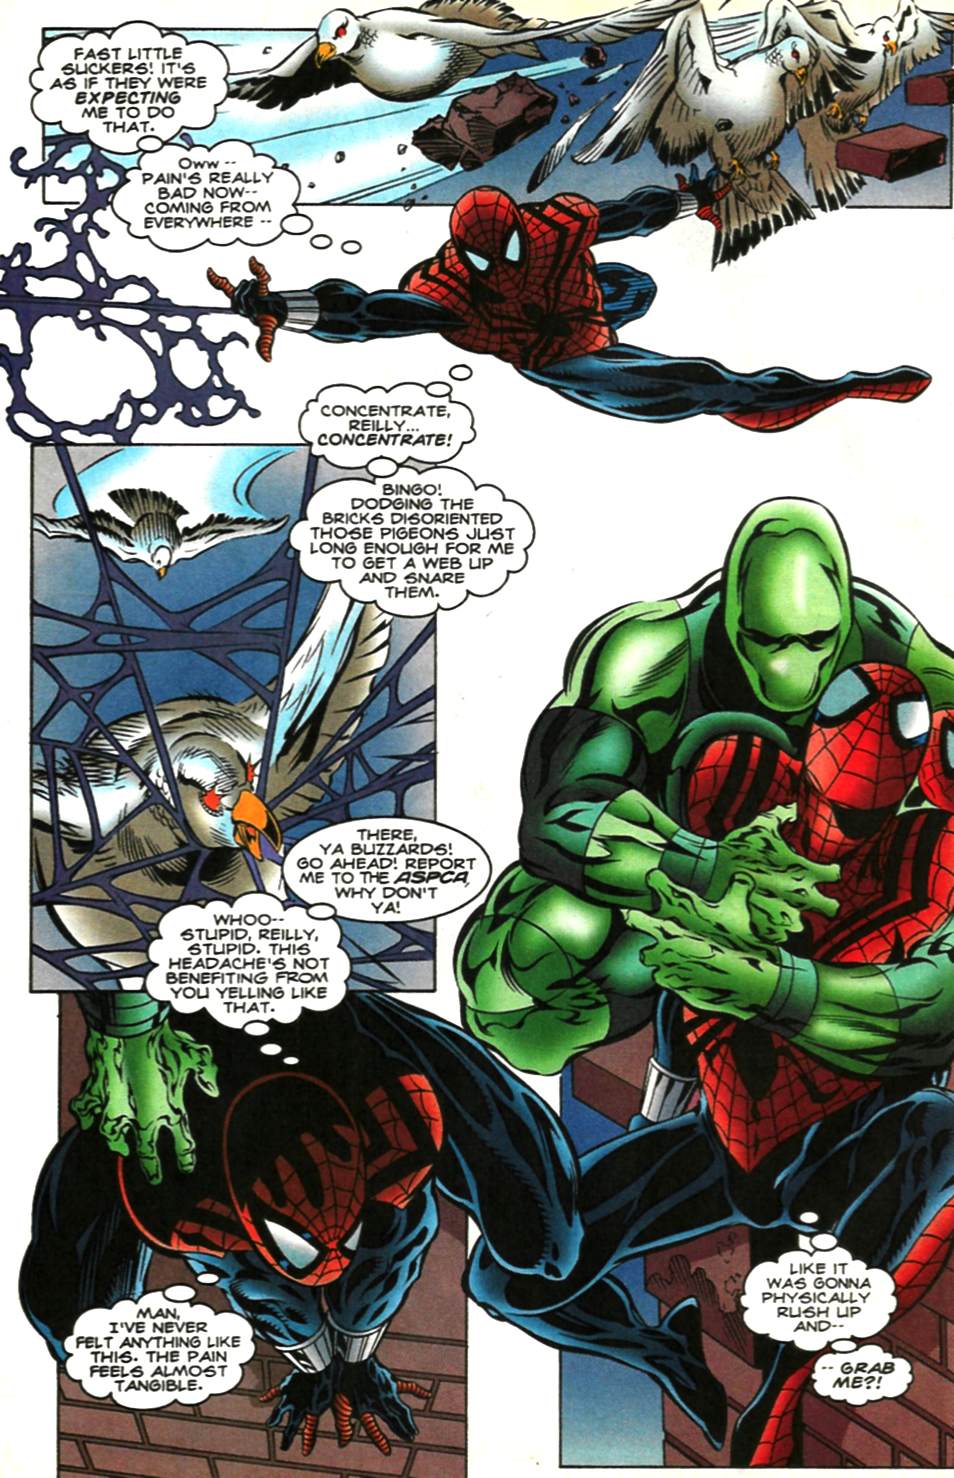 FAST LITTLE
SUCKERS! IT'S
AS IF THEY WERE
EXPECTING
ME TO DO
THAT.
OWW --
PAIN'S REALLY
BAD NOW--
COMING FROM
EVERYWHERE --
CONCENTRATE,
REILLY...
CONCENTRATE!
BINGO!
DODGING THE
BRICKS DISORIENTED
THOSE PIGEONS JUST
LONG ENOUGH FOR ME
TO GET A WEB UP
AND SNARE
THEM.
THERE,
YA BUZZARDS!
GO AHEAD! REPORT
ME TO THE ASPCA,
WHY DON'T
YA!
WHOO--
STUPID, REILLY,
STUPID. THIS
HEADACHE'S NOT
BENEFITING FROM
YOU YELLING LIKE
THAT.
MAN,
I'VE NEVER
FELT ANYTHING LIKE
THIS. THE PAIN
FEELS ALMOST
TANGIBLE.
LIKE IT
WAS GONNA
PHYSICALLY
RUSH UP
AND--
-- GRAB
ME?!